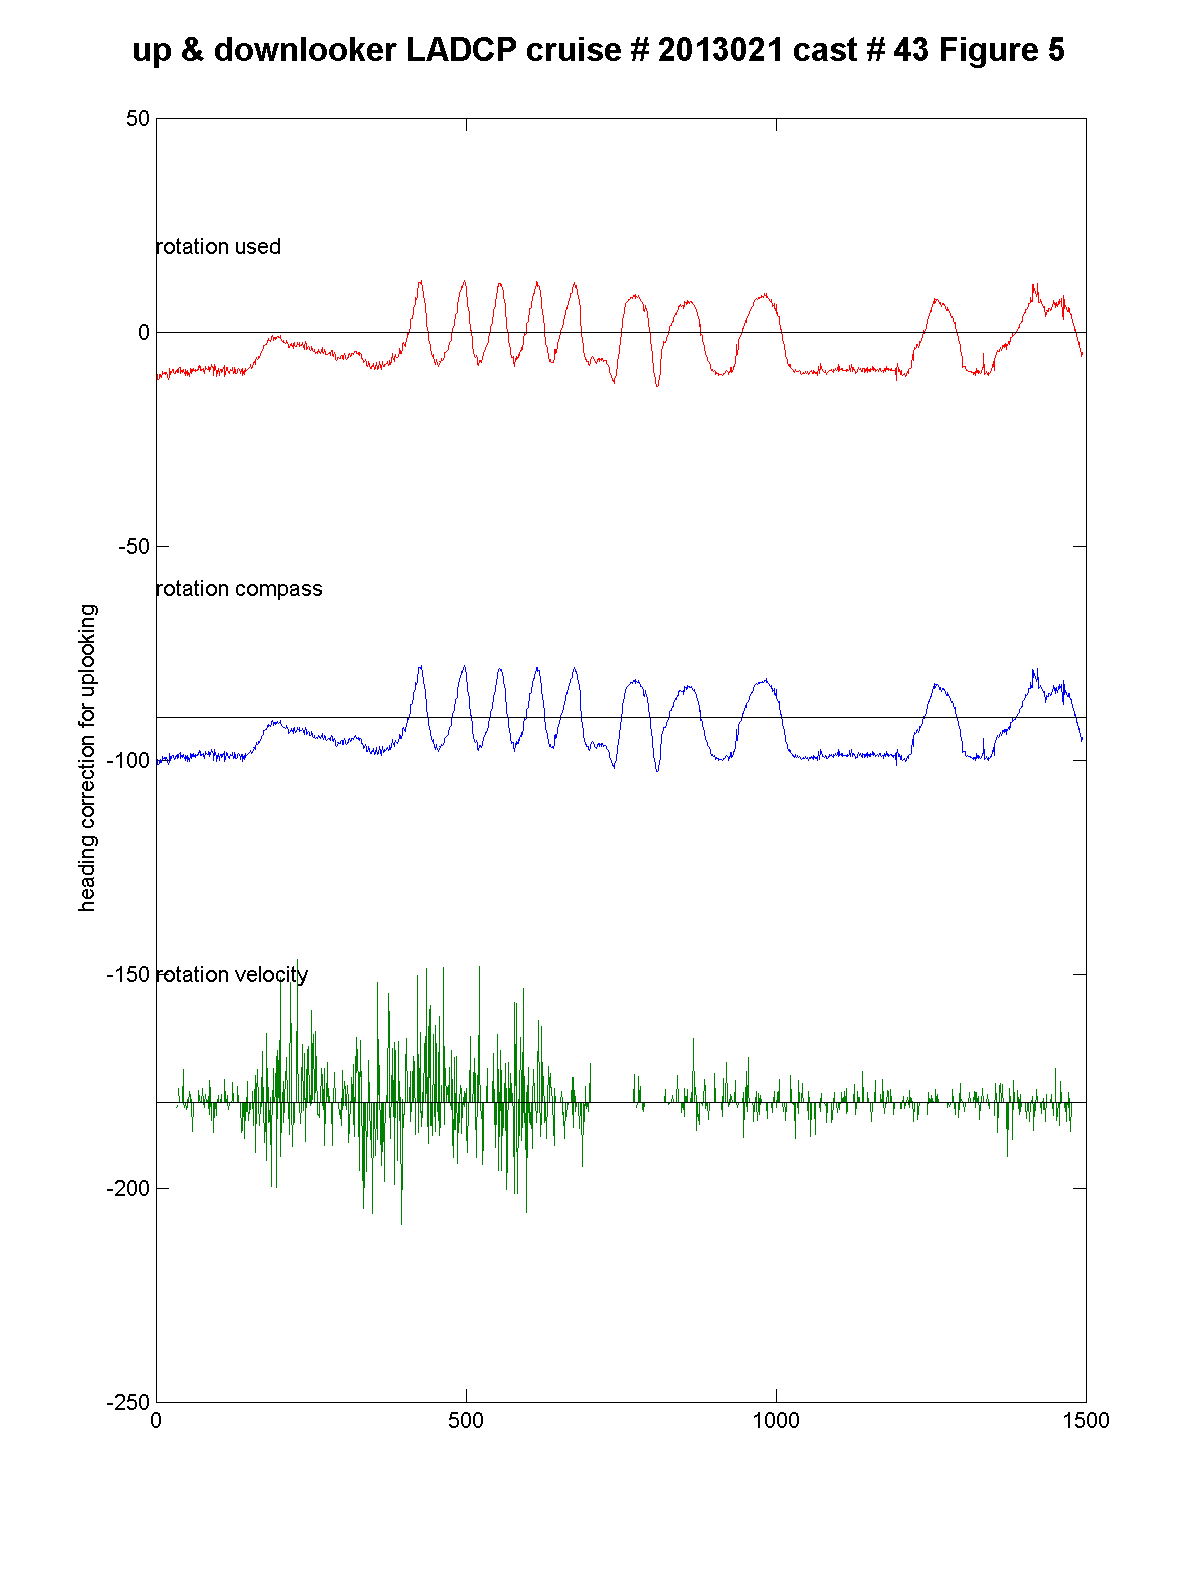 up & downlooker LADCP cruise # 2013021 cast # 43 Figure 5
50
rotation used
0
-50
rotation compass
heading correction for uplooking
-100
-150
rotation velocity
-200
-250
0 500 1000 1500